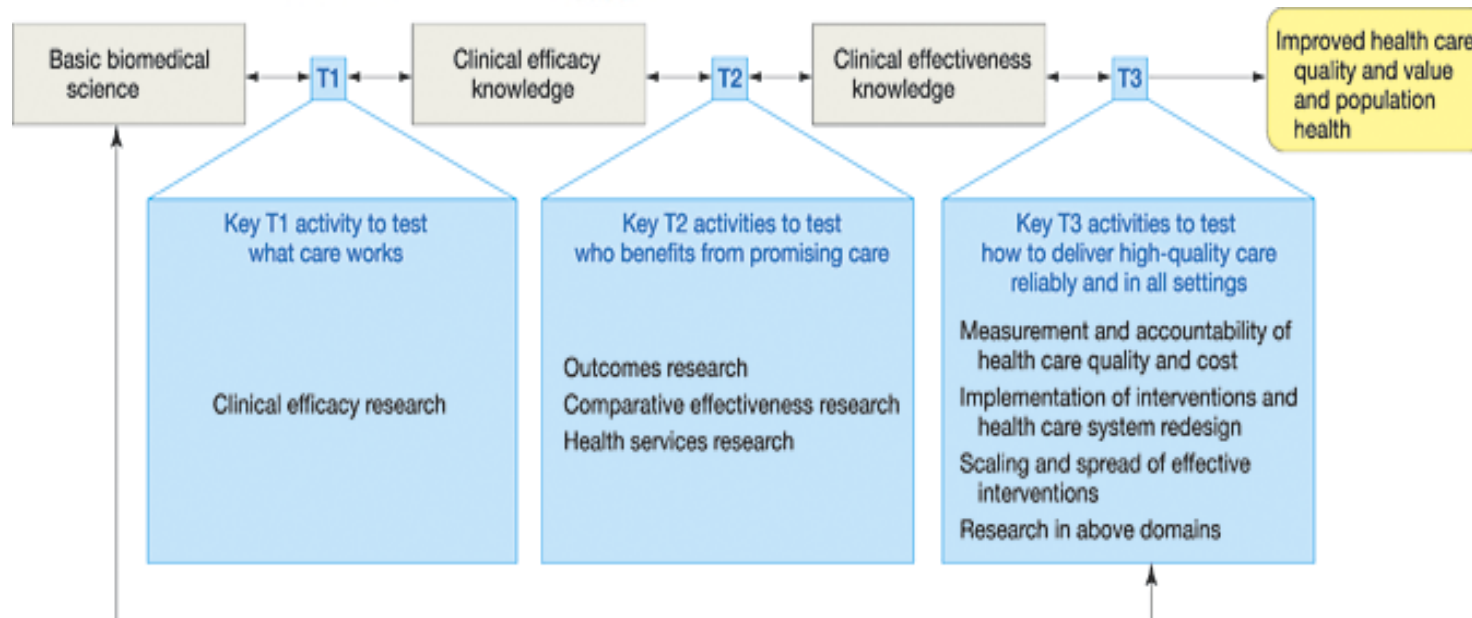 Basic biomedical
science
T1
Clinical efficacy
knowledge
T2
Clinical effectiveness
knowledge
T3
Improved health care
quality and value
and population
health
Key T1 activity to test
what care works
Clinical efficacy research
Key T2 activities to test
who benefits from promising care
Outcomes research
Comparative effectiveness research
Health services research
Key T3 activities to test
how to deliver high-quality care
reliably and in all settings
Measurement and accountability of
health care quality and cost
Implementation of interventions and
health care system redesign
Scaling and spread of effective
interventions
Research in above domains